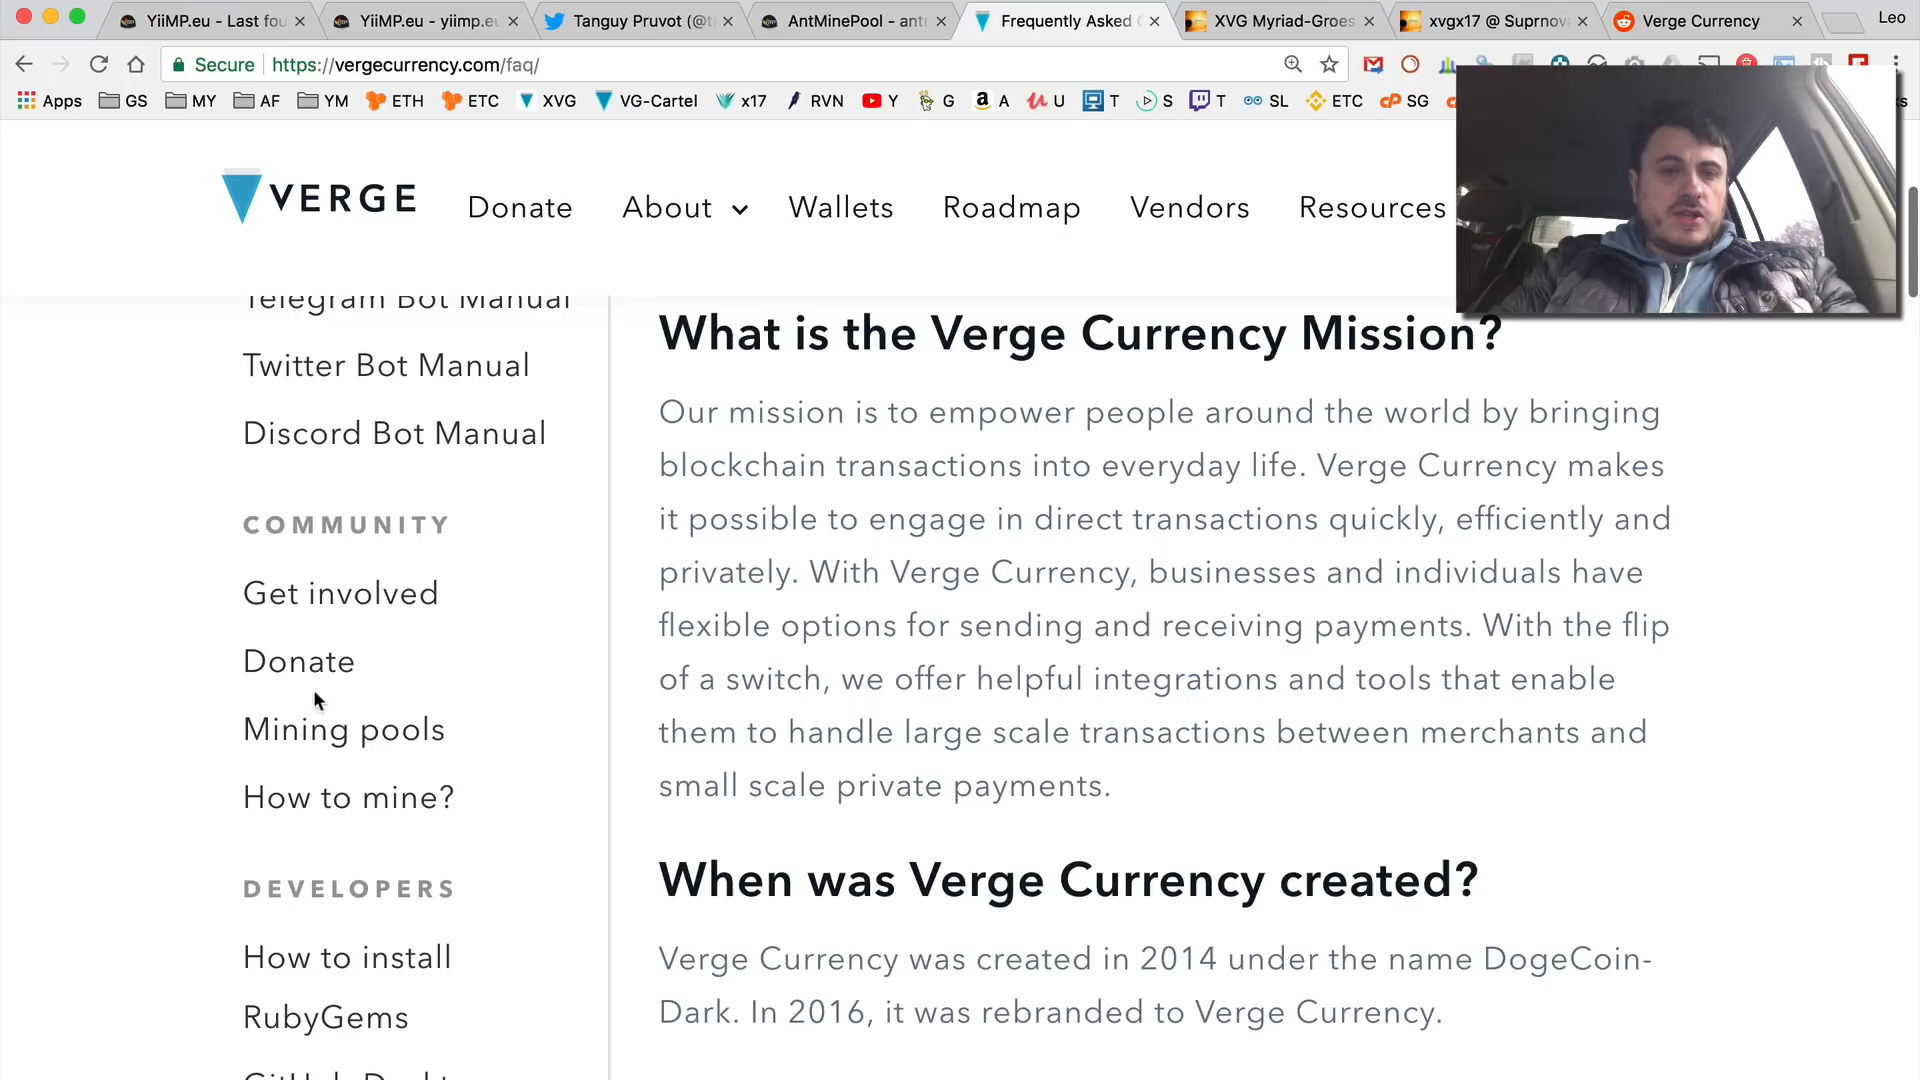 YiiMP.eu - Last fou
YiiMP.eu - yiimp.eu
Tanguy Pruvot (@t
AntMinePool - ant
Frequently Asked
XVG Myriad-Groes
xvgx17 @ Suprnov
Verge Currency
Leo
Secure https://vergecurrency.com/faq/
Apps GS MY AF YM ETH ETC XVG VG-Cartel x17 RVN Y G A U T S T SL ETC SG
VERGE
Donate
About
Wallets
Roadmap
Vendors
Resources
Telegram Bot Manual
Twitter Bot Manual
Discord Bot Manual
COMMUNITY
Get involved
Donate
Mining pools
How to mine?
DEVELOPERS
How to install
RubyGems
What is the Verge Currency Mission?
Our mission is to empower people around the world by bringing
blockchain transactions into everyday life. Verge Currency makes
it possible to engage in direct transactions quickly, efficiently and
privately. With Verge Currency, businesses and individuals have
flexible options for sending and receiving payments. With the flip
of a switch, we offer helpful integrations and tools that enable
them to handle large scale transactions between merchants and
small scale private payments.
When was Verge Currency created?
Verge Currency was created in 2014 under the name DogeCoin-
Dark. In 2016, it was rebranded to Verge Currency.